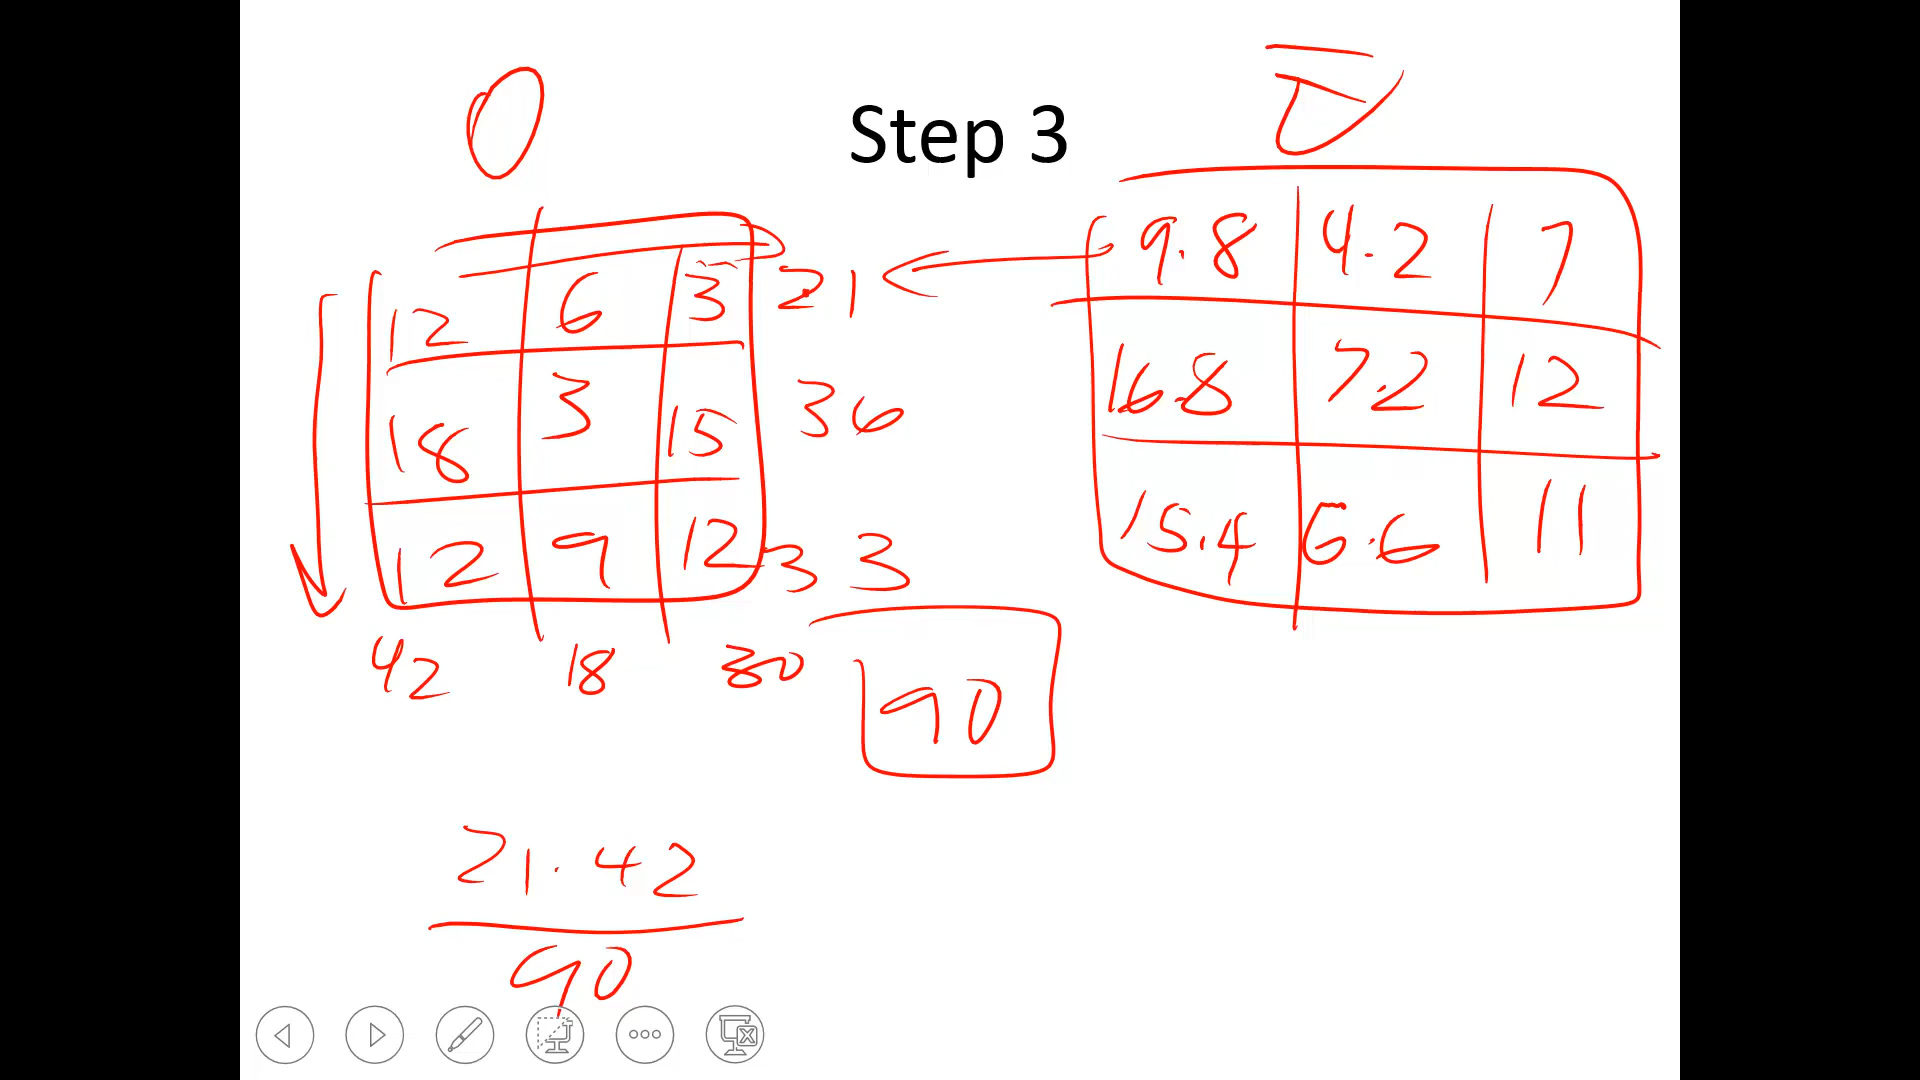 O
Step 3
12 6 3 21
18 3 15 36
12 9 12 33
42 18 30
90
9.8 4.2 7
16.8 7.2 12
15.4 6.6 11
21.42
90